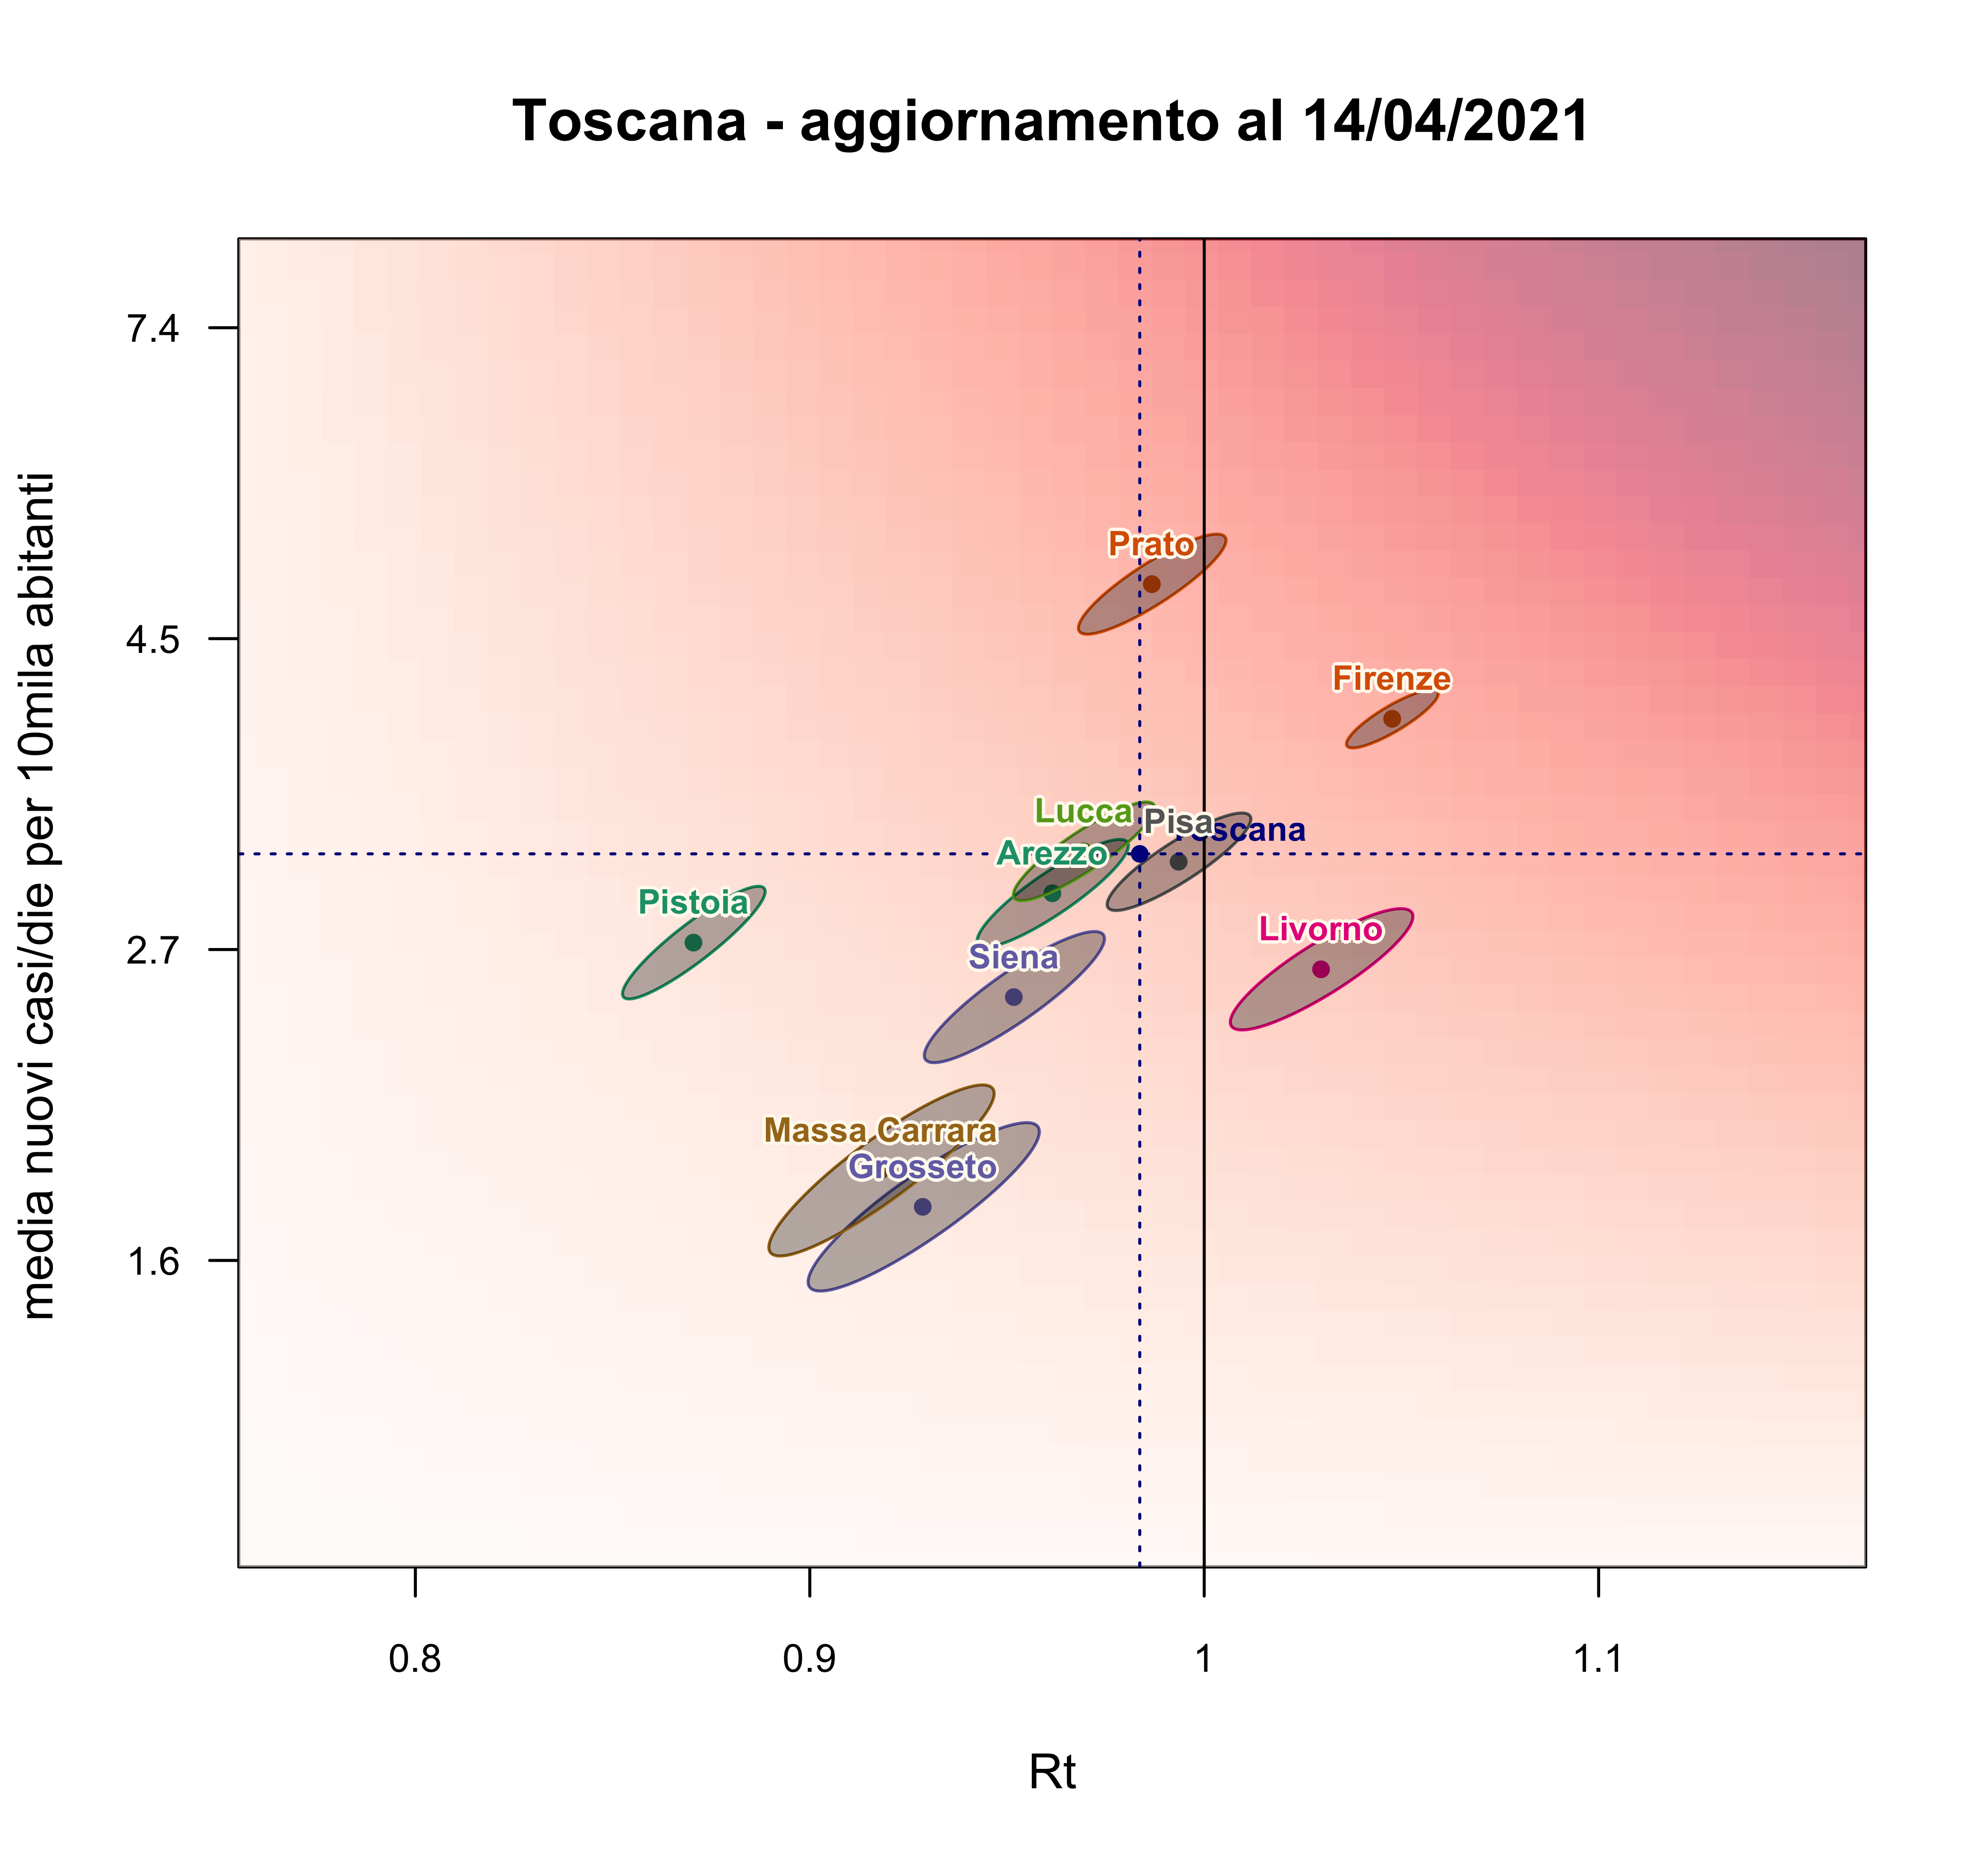 Toscana - aggiornamento al 14/04/2021
media nuovi casi/die per 10mila abitanti
7.4
4.5
2.7
1.6
Prato
Firenze
Lucca
Pisa
Toscana
Arezzo
Pistoia
Livorno
Siena
Massa Carrara
Grosseto
0.8
0.9
1
1.1
Rt